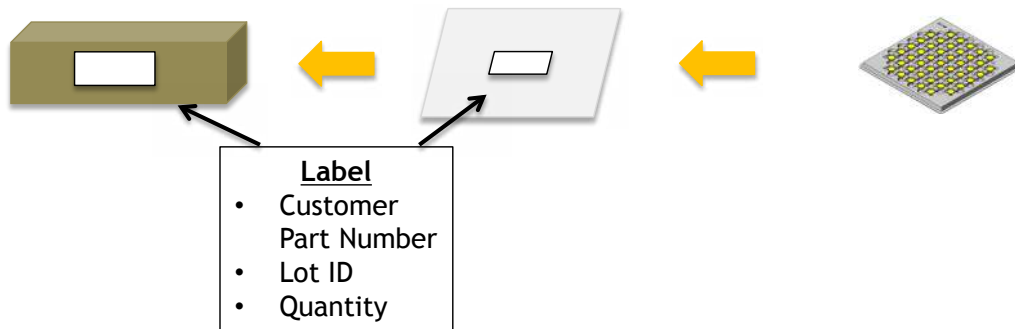 Label
• Customer
Part Number
• Lot ID
• Quantity